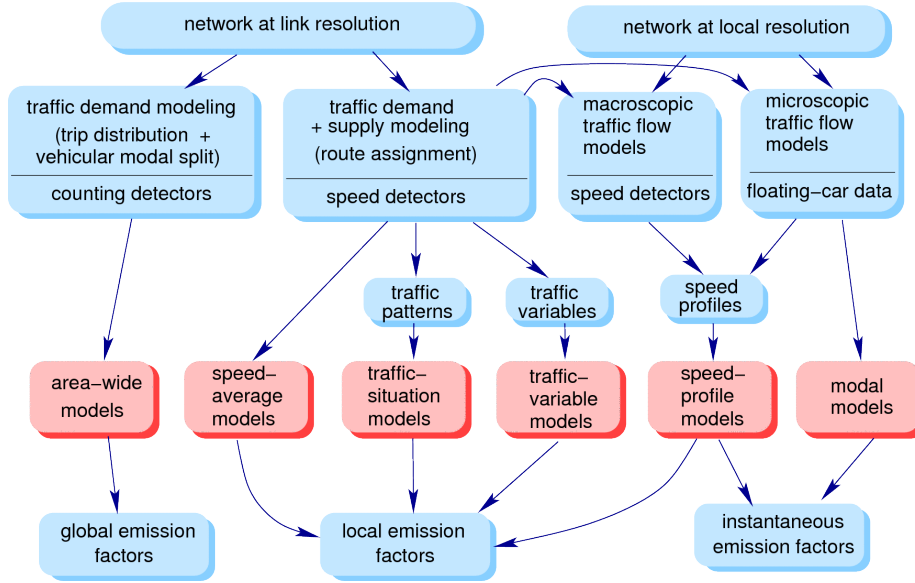 network at link resolution
network at local resolution
traffic demand modeling
(trip distribution +
vehicular modal split)
counting detectors
traffic demand
+ supply modeling
(route assignment)
speed detectors
macroscopic
traffic flow
models
speed detectors
microscopic
traffic flow
models
floating-car data
traffic
patterns
traffic
variables
speed
profiles
area-wide
models
speed-
average
models
traffic-
situation
models
traffic-
variable
models
speed-
profile
models
modal
models
global emission
factors
local emission
factors
instantaneous
emission factors